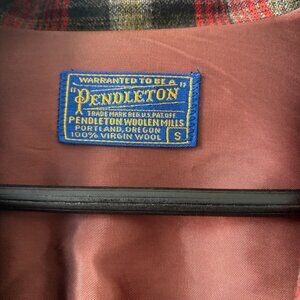 WARRANTED TO BE A
"PENDLETON"
TRADE MARK REG. U.S. PAT. OFF.
PENDLETON WOOLEN MILLS
PORTLAND, OREGON
100% VIRGIN WOOL
S